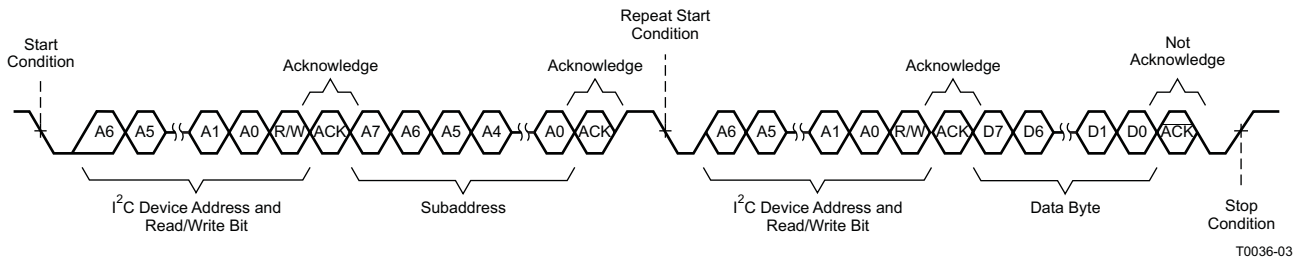 Repeat Start
Condition
Start
Condition
Not
Acknowledge
Acknowledge
Acknowledge
Acknowledge
A6 A5 A1 A0 R/W ACK A7 A6 A5 A4 A0 ACK A6 A5 A1 A0 R/W ACK D7 D6 D1 D0 ACK
I²C Device Address and
Read/Write Bit
Subaddress
I²C Device Address and
Read/Write Bit
Data Byte
Stop
Condition
T0036-03